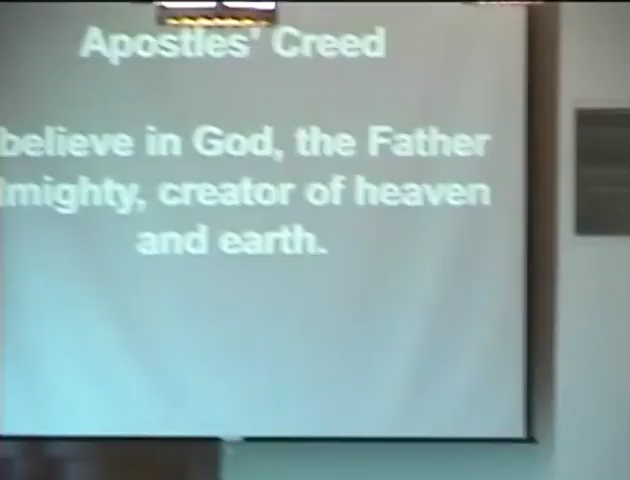 Apostles' Creed
believe in God, the Father
lmighty, creator of heaven
and earth.